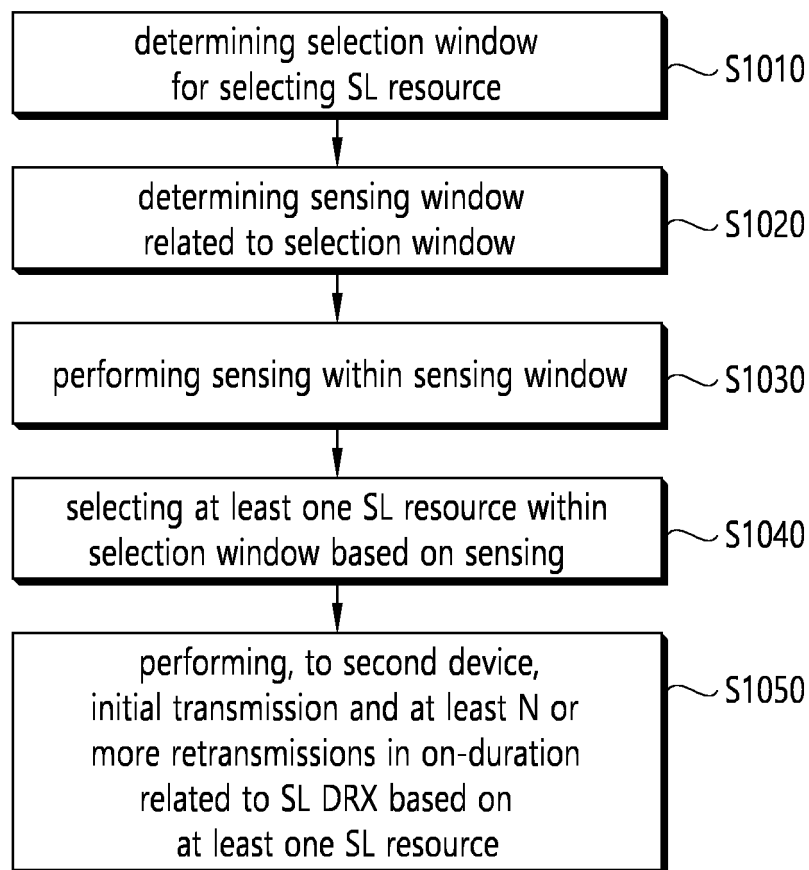 determining selection window
for selecting SL resource
S1010
determining sensing window
related to selection window
S1020
performing sensing within sensing window
S1030
selecting at least one SL resource within
selection window based on sensing
S1040
performing, to second device,
initial transmission and at least N or
more retransmissions in on-duration
related to SL DRX based on
at least one SL resource
S1050